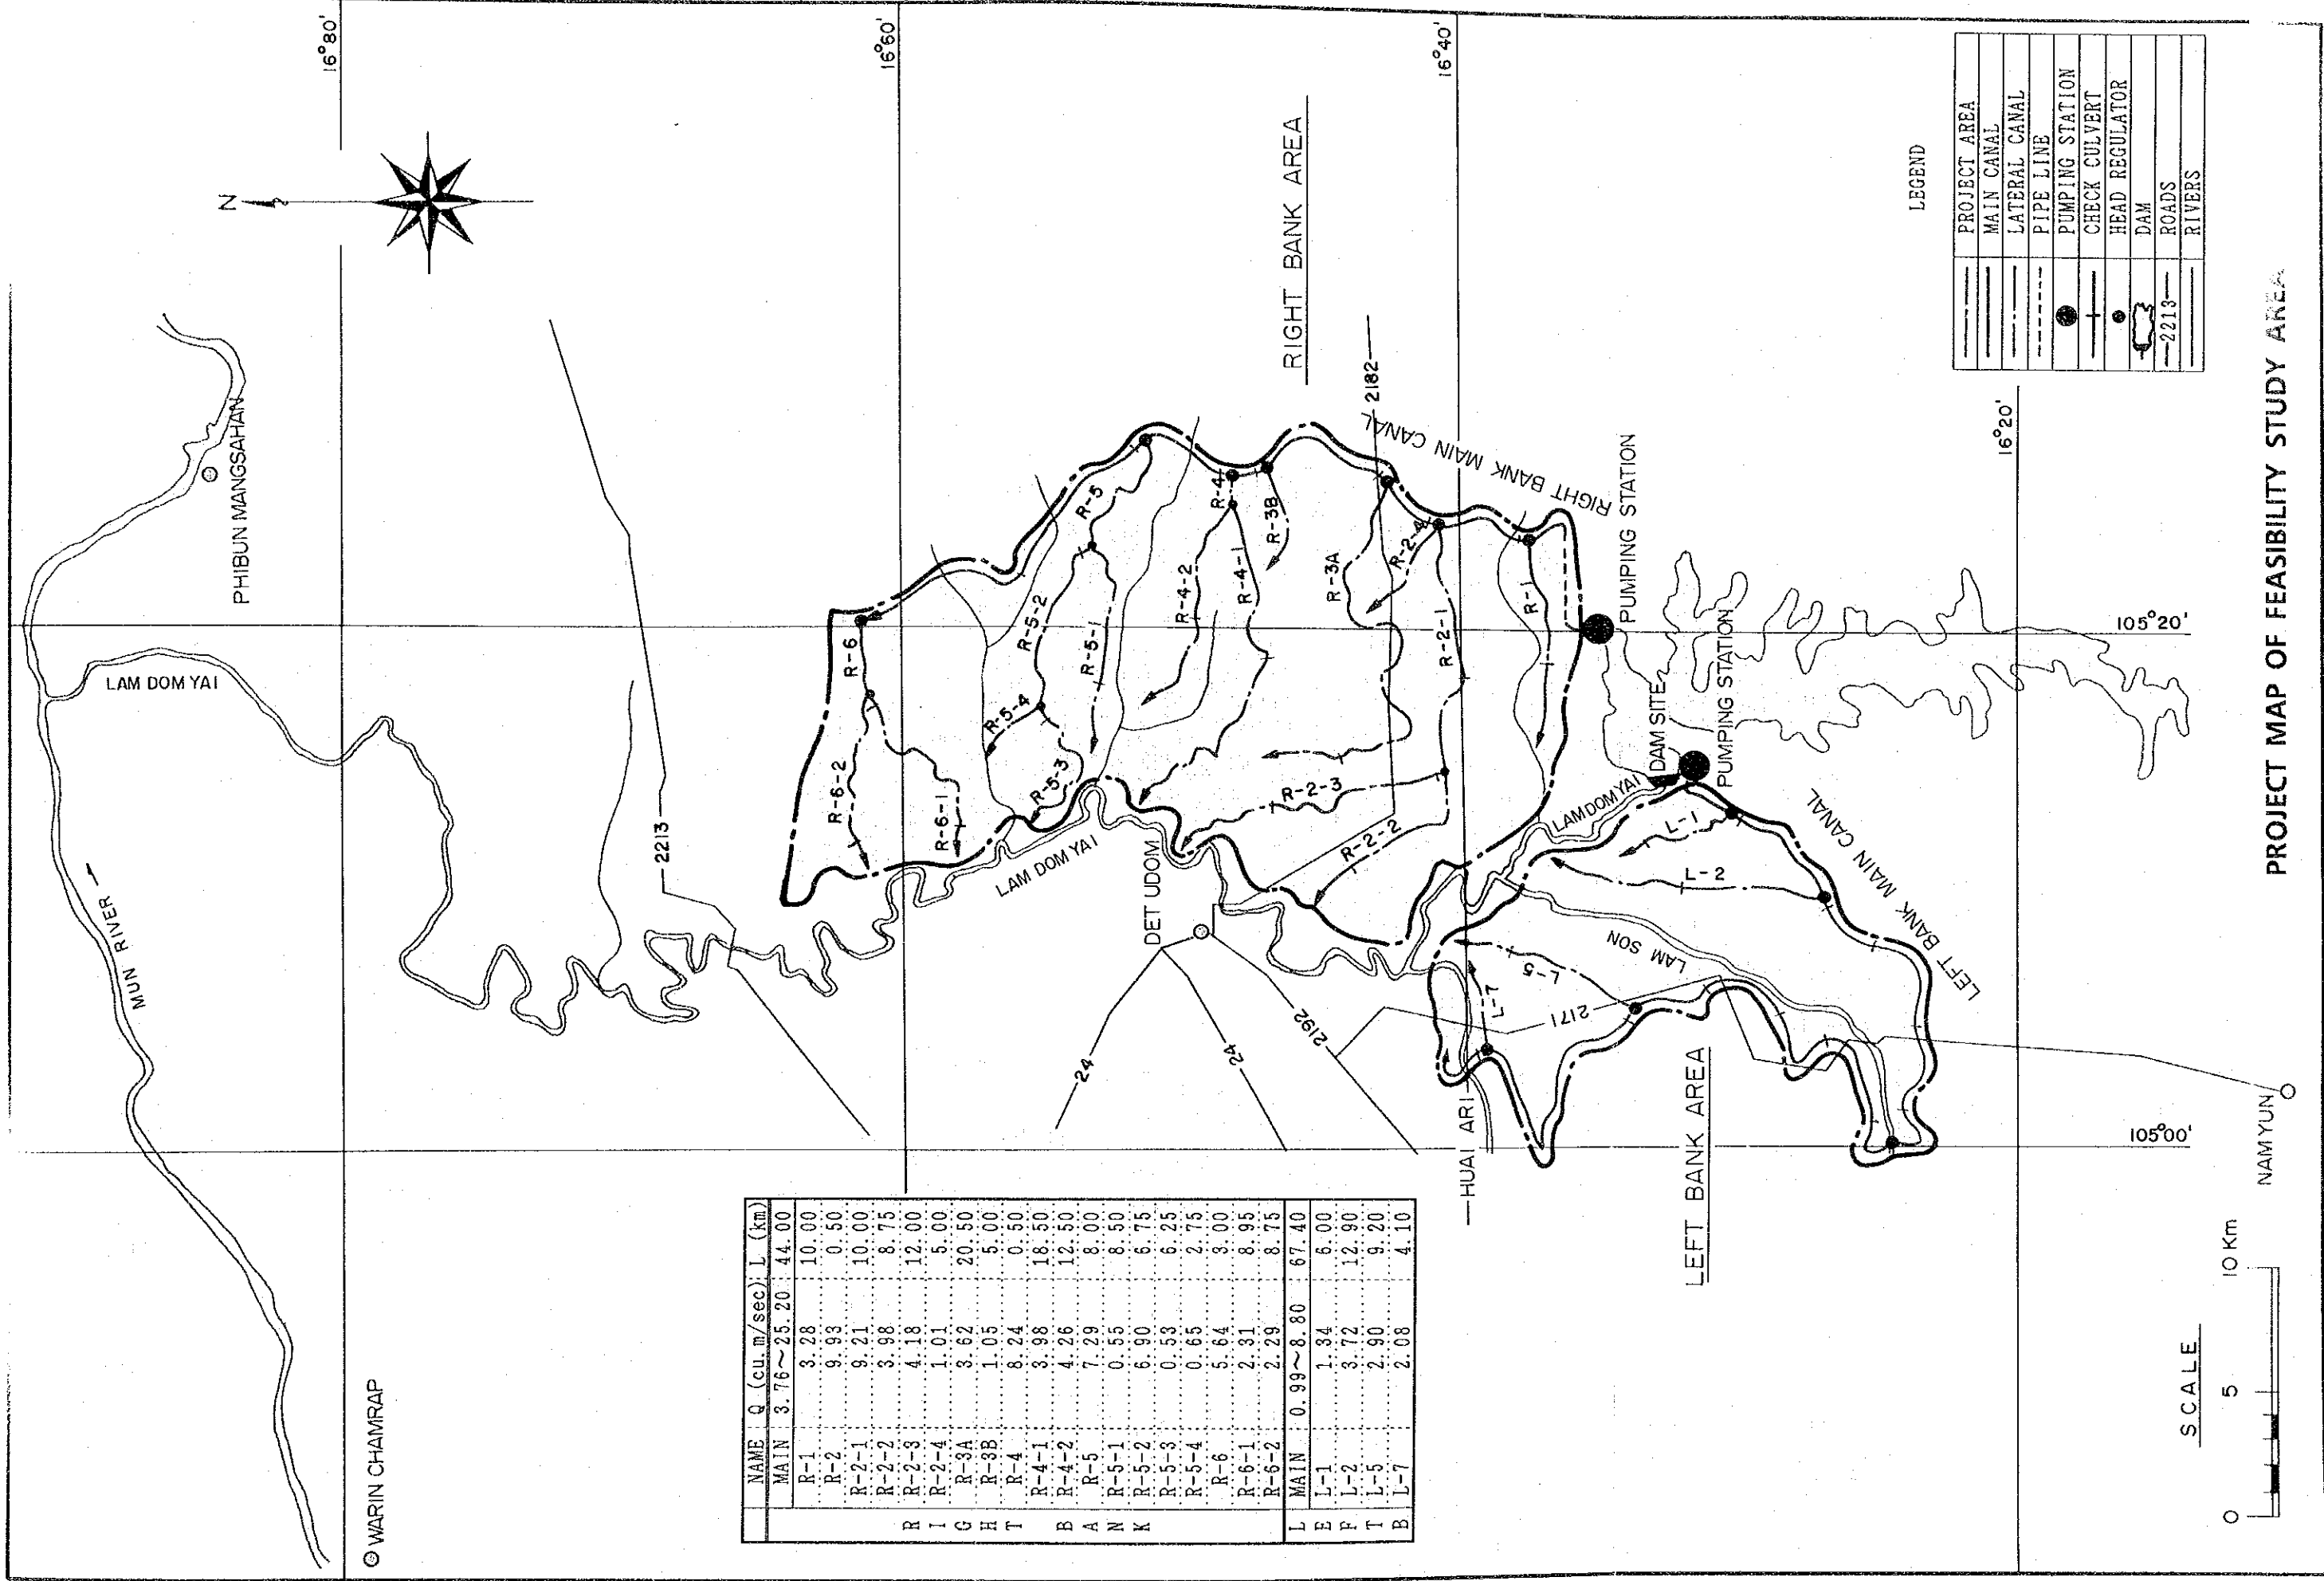 PROJECT MAP OF FEASIBILITY STUDY AREA
N
16°80'
16°60'
16°40'
16°20'
105°20'
105°00'
PHIBUN MANGSAHAN
LAM DOM YAI
MUN RIVER
WARIN CHAMRAP
2213
RIGHT BANK AREA
2182
RIGHT BANK MAIN CANAL
PUMPING STATION
R-6
R-6-2
R-6-1
R-5
R-5-2
R-5-1
R-5-4
R-5-3
R-4
R-4-2
R-4-1
R-3B
R-3A
R-2-4
R-2-1
R-2-3
R-2-2
R-1
LAM DOM YAI
DET UDOM
24
24
2192
LAM DOM YAI
DAM SITE
PUMPING STATION
L-1
L-2
LAM SON
L-5
L-7
2171
LEFT BANK MAIN CANAL
HUAI ARI
LEFT BANK AREA
NAM YUN
LEGEND
PROJECT AREA
MAIN CANAL
LATERAL CANAL
PIPE LINE
PUMPING STATION
CHECK CULVERT
HEAD REGULATOR
DAM
2213 ROADS
RIVERS
NAME Q (cu.m/sec) L (km)
RIGHT BANK
MAIN 3.76~25.20 44.00
R-1 3.28 10.00
R-2 9.93 0.50
R-2-1 9.21 10.00
R-2-2 3.98 8.75
R-2-3 4.18 12.00
R-2-4 1.01 5.00
R-3A 3.62 20.50
R-3B 1.05 5.00
R-4 8.24 0.50
R-4-1 3.98 18.50
R-4-2 4.26 12.50
R-5 7.29 8.00
R-5-1 0.55 8.50
R-5-2 6.90 6.75
R-5-3 0.53 6.25
R-5-4 0.65 2.75
R-6 5.64 3.00
R-6-1 2.31 8.95
R-6-2 2.29 8.75
LEFT B
MAIN 0.99~8.80 67.40
L-1 1.34 6.00
L-2 3.72 12.90
L-5 2.90 9.20
L-7 2.08 4.10
SCALE
0 5 10 Km